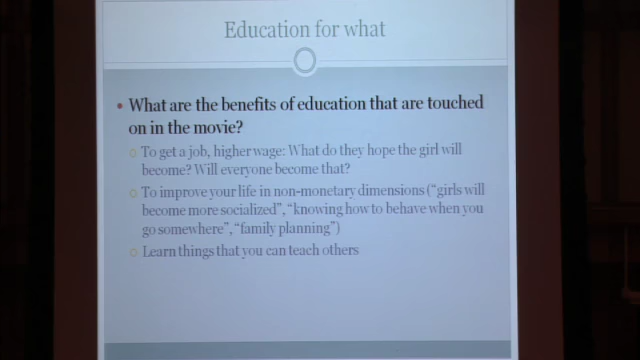 Education for what
• What are the benefits of education that are touched
on in the movie?
To get a job, higher wage: What do they hope the girl will
become? Will everyone become that?
To improve your life in non-monetary dimensions ("girls will
become more socialized", "knowing how to behave when you
go somewhere", "family planning")
Learn things that you can teach others